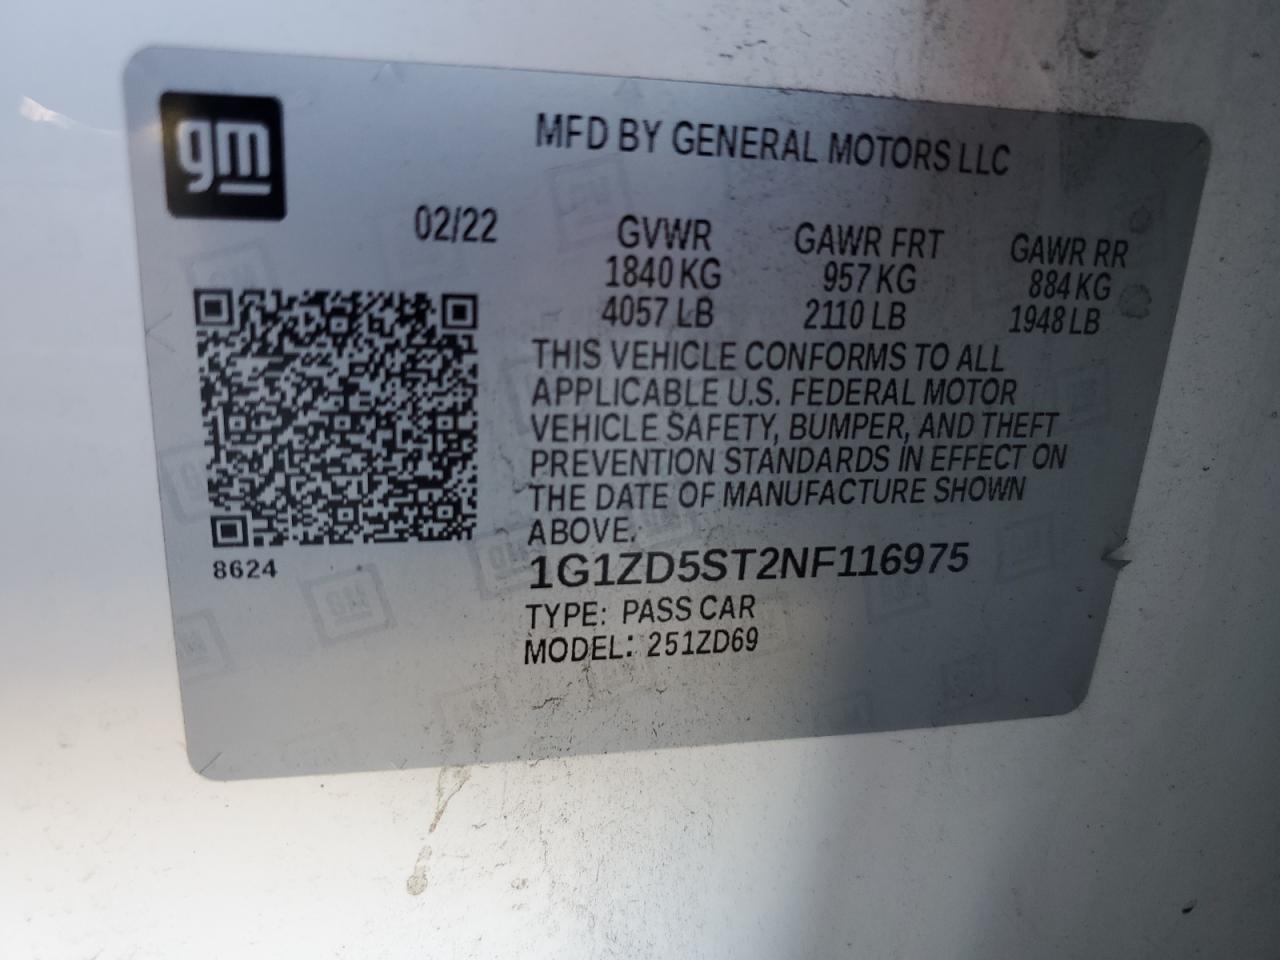 gm
MFD BY GENERAL MOTORS LLC
02/22
GVWR GAWR FRT GAWR RR
1840 KG 957 KG 884 KG
4057 LB 2110 LB 1948 LB
THIS VEHICLE CONFORMS TO ALL
APPLICABLE U.S. FEDERAL MOTOR
VEHICLE SAFETY, BUMPER, AND THEFT
PREVENTION STANDARDS IN EFFECT ON
THE DATE OF MANUFACTURE SHOWN
ABOVE.
8624
1G1ZD5ST2NF116975
TYPE: PASS CAR
MODEL: 251ZD69